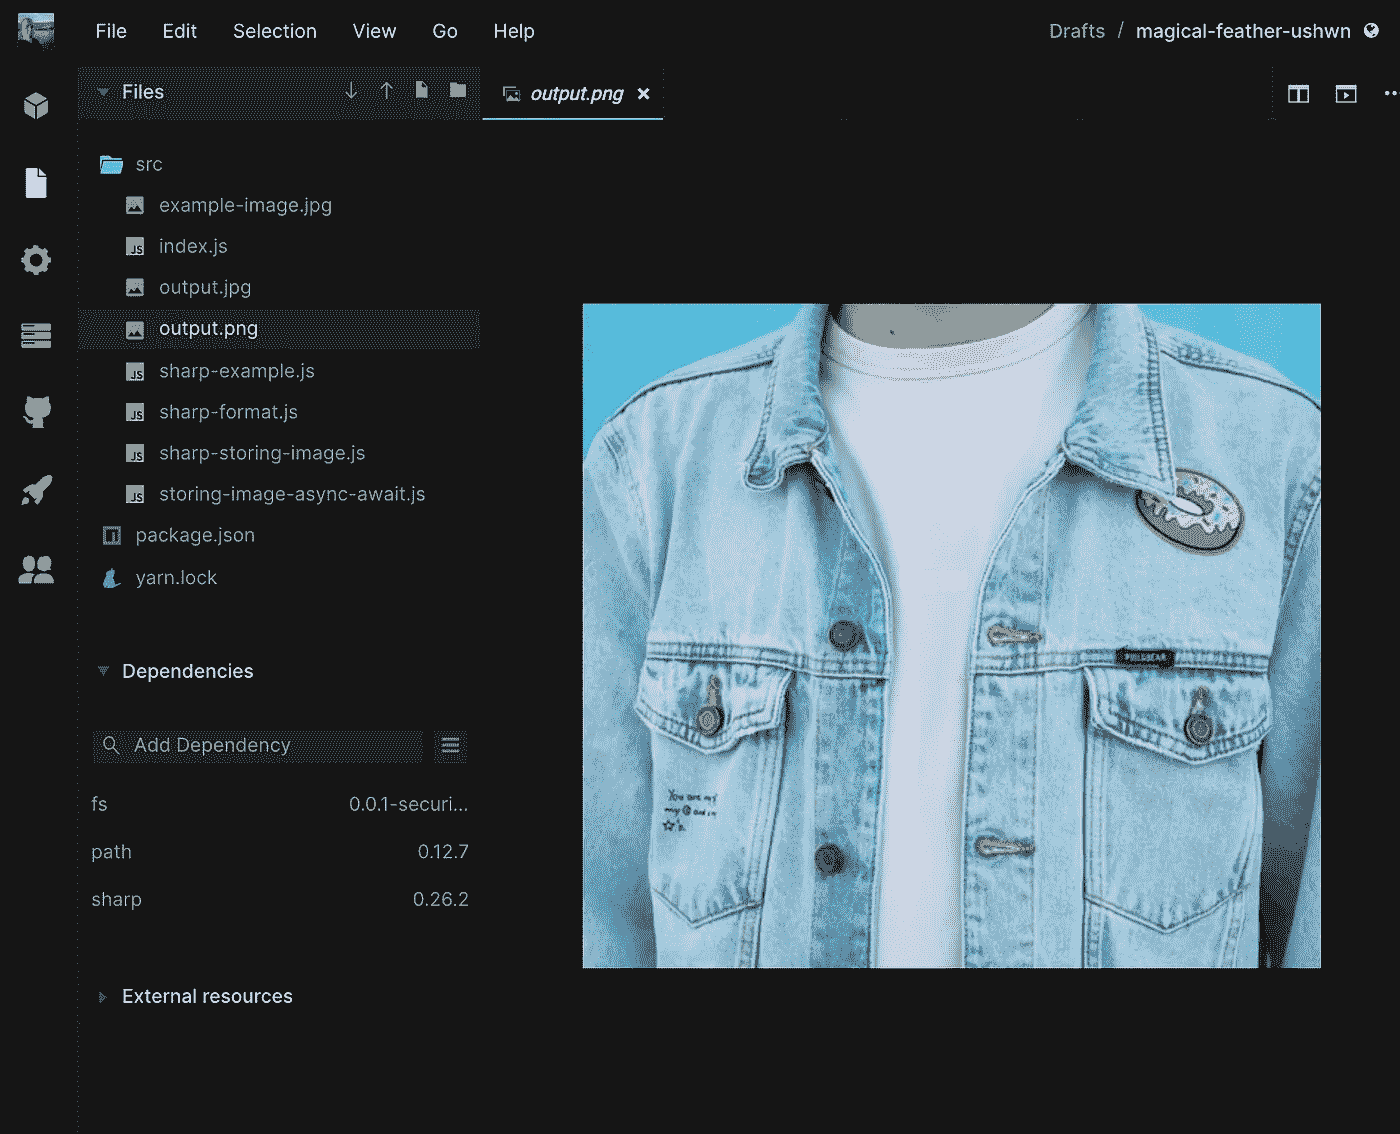 File Edit Selection View Go Help Drafts / magical-feather-ushwn
Files
output.png
src
example-image.jpg
index.js
output.jpg
output.png
sharp-example.js
sharp-format.js
sharp-storing-image.js
storing-image-async-await.js
package.json
yarn.lock
Dependencies
Add Dependency
fs 0.0.1-securi...
path 0.12.7
sharp 0.26.2
External resources
You are my